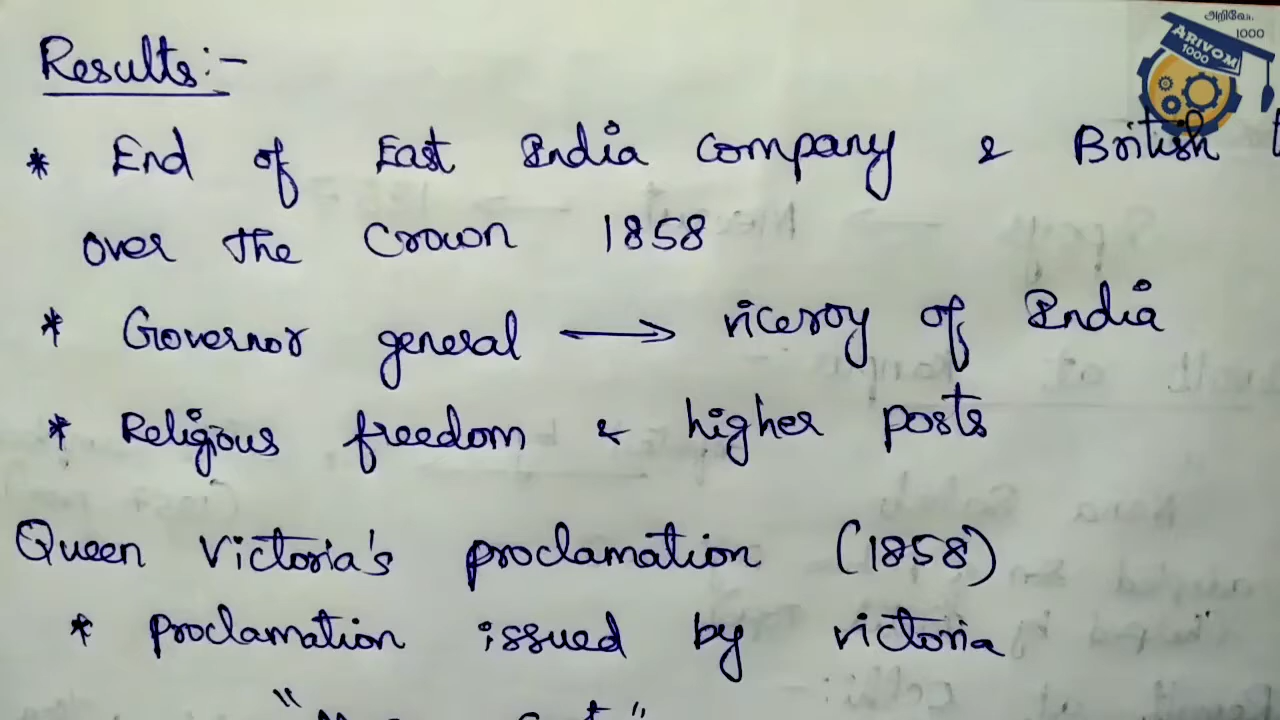 அறிவோம்
1000
ARIVOM
1000
Results:-
* End of East India company & British
over the Crown 1858
* Governor general → viceroy of India
* Religious freedom & higher posts
Queen Victoria's proclamation (1858)
* proclamation issued by victoria